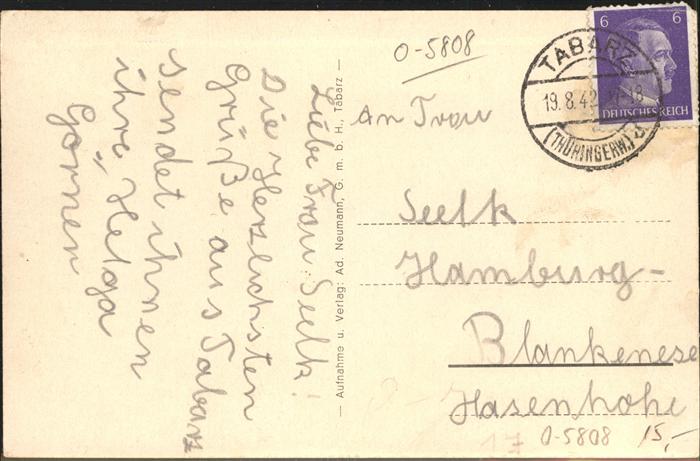 Liebe Frau Seelk!
Die Herzlichsten
Grüße aus Tabarz
sendet ihnen
ihre Helga
— Aufnahme u. Verlag: Ad. Neumann, G. m. b. H., Tabarz —
0-5808
An Frau
Seelk
Hamburg-
Blankenese
Hasenhöhe
0-5808 15,-
TABARZ
19.8.42
(THÜRINGERW.)
6 6
DEUTSCHES REICH